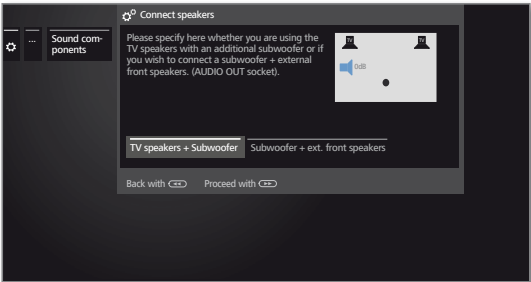 Connect speakers
...
Sound com-
ponents
Please specify here whether you are using the
TV speakers with an additional subwoofer or if
you wish to connect a subwoofer + external
front speakers. (AUDIO OUT socket).
TV
TV
0dB
TV speakers + Subwoofer
Subwoofer + ext. front speakers
Back with
Proceed with